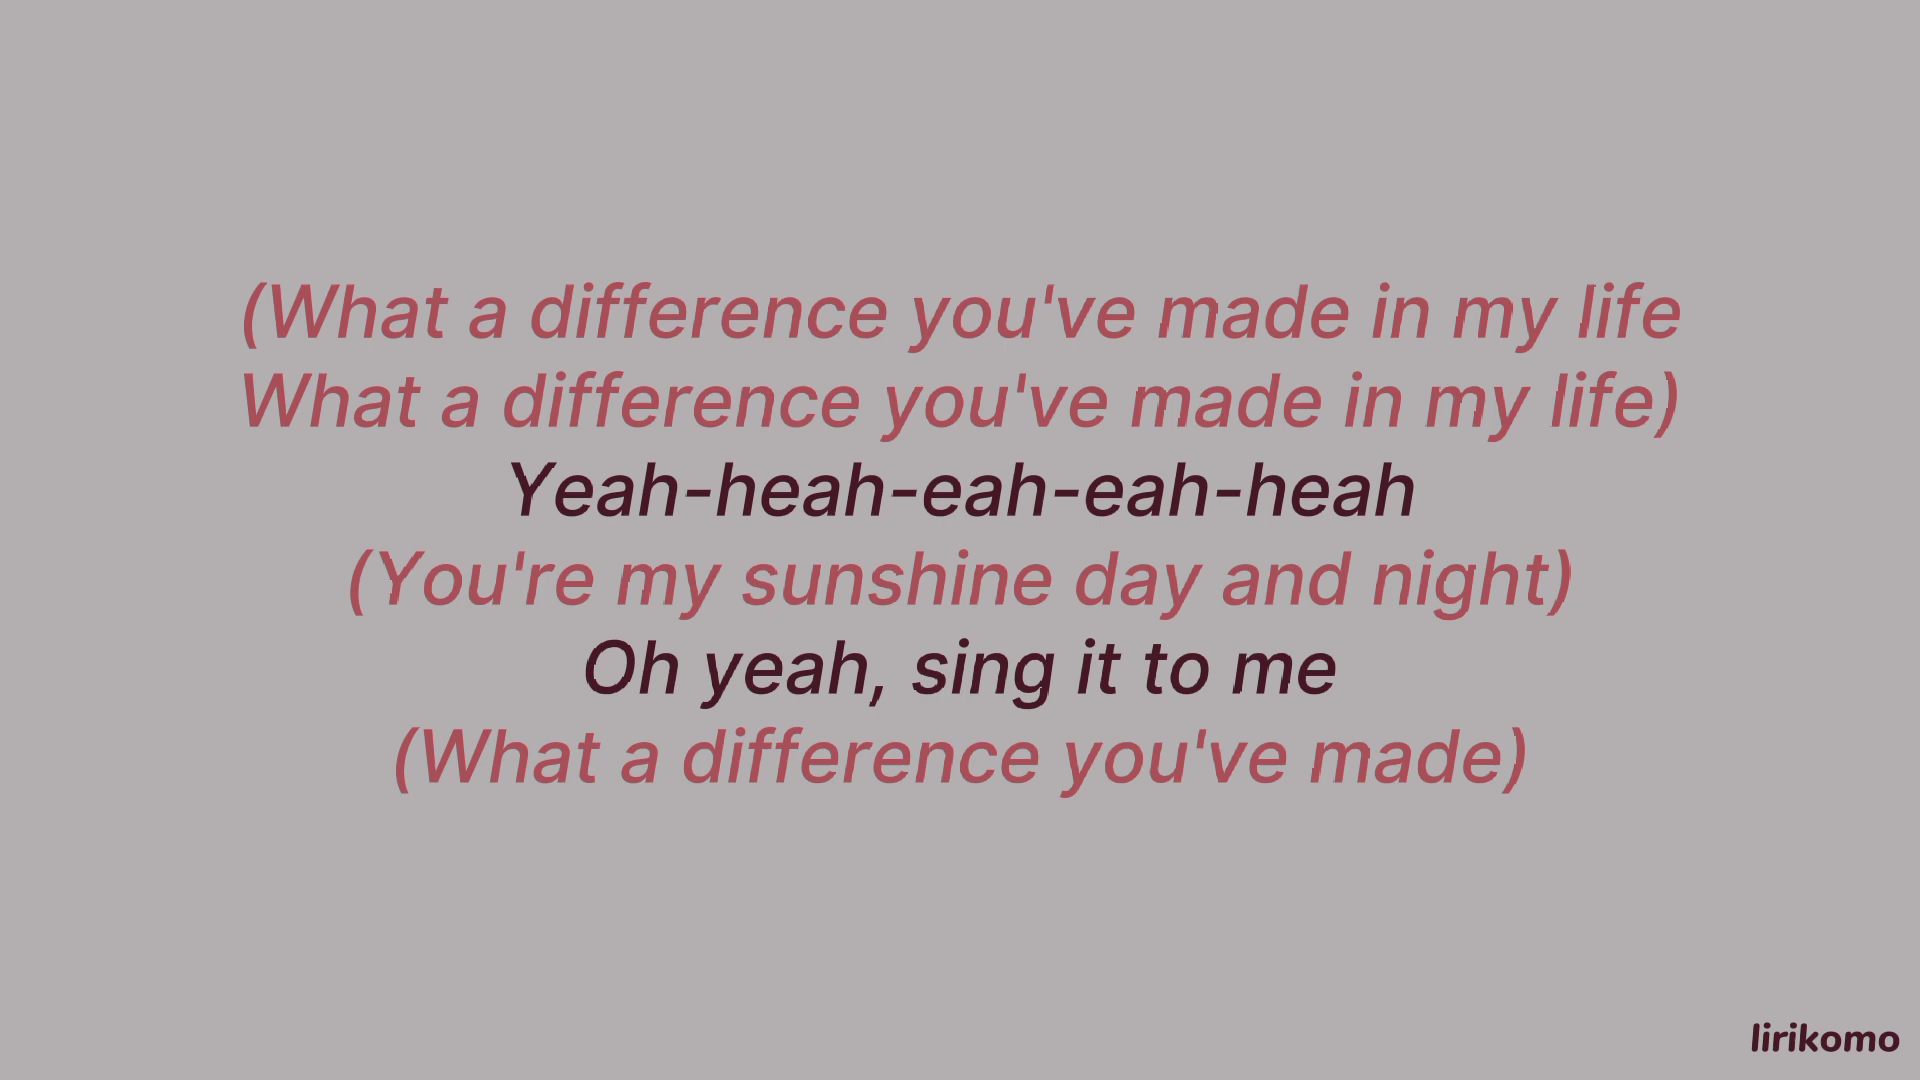 (What a difference you've made in my life
What a difference you've made in my life)
Yeah-heah-eah-eah-heah
(You're my sunshine day and night)
Oh yeah, sing it to me
(What a difference you've made)
lirikomo